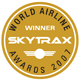 WORLD AIRLINE
WINNER
SKYTRAX
AWARDS 2007